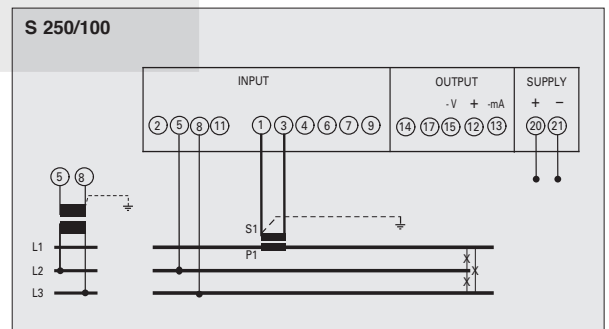 S 250/100
INPUT OUTPUT SUPPLY
- V + -mA + −
2 5 8 11 1 3 4 6 7 9 14 17 15 12 13 20 21
5 8
S1
L1 P1
L2 X X
L3 X